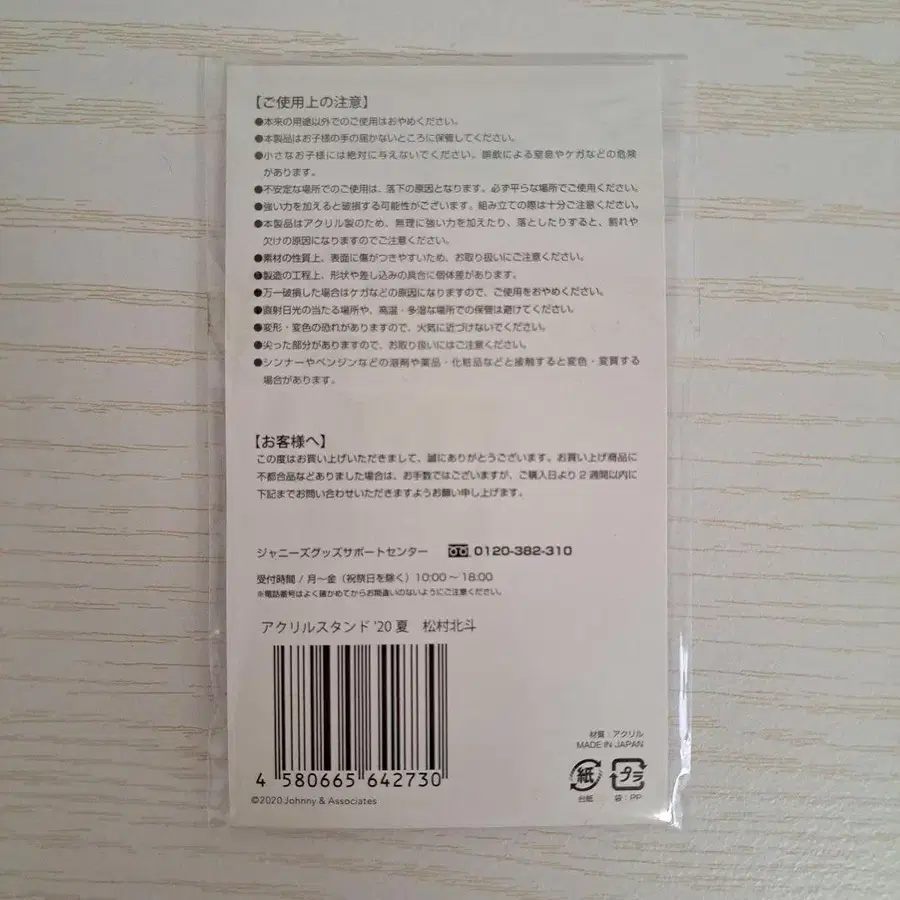 【ご使用上の注意】
●本来の用途以外でのご使用はおやめください。
●本製品はお子様の手の届かないところに保管してください。
●小さなお子様には絶対に与えないでください。誤飲による窒息やケガなどの危険
があります。
●不安定な場所でのご使用は、落下の原因となります。必ず平らな場所でご使用ください。
●強い力を加えると破損する可能性がございます。組み立ての際は十分ご注意ください。
●本製品はアクリル製のため、無理に強い力を加えたり、落としたりすると、割れや
欠けの原因になりますのでご注意ください。
●素材の性質上、表面に傷がつきやすいため、お取り扱いにご注意ください。
●製造の工程上、形状や差し込みの具合に個体差があります。
●万一破損した場合はケガなどの原因になりますので、ご使用をおやめください。
●直射日光の当たる場所や、高温・多湿な場所での保管は避けてください。
●変形・変色の恐れがありますので、火気に近づけないでください。
●尖った部分がありますので、お取り扱いにはご注意ください。
●シンナーやベンジンなどの溶剤や薬品・化粧品などと接触すると変色・変質する
場合があります。
【お客様へ】
この度はお買い上げいただきまして、誠にありがとうございます。お買い上げ商品に
不都合品などありました場合は、お手数ではございますが、ご購入日より2週間以内に
下記までお問い合わせいただきますようお願い申し上げます。
ジャニーズグッズサポートセンター 0120-382-310
受付時間 / 月～金（祝祭日を除く）10:00～18:00
※電話番号はよく確かめてからお間違いのないようにご注意ください。
アクリルスタンド '20 夏 松村北斗
4 580665 642730
©2020 Johnny & Associates
材質：アクリル
MADE IN JAPAN
紙 プラ
台紙 袋：PP